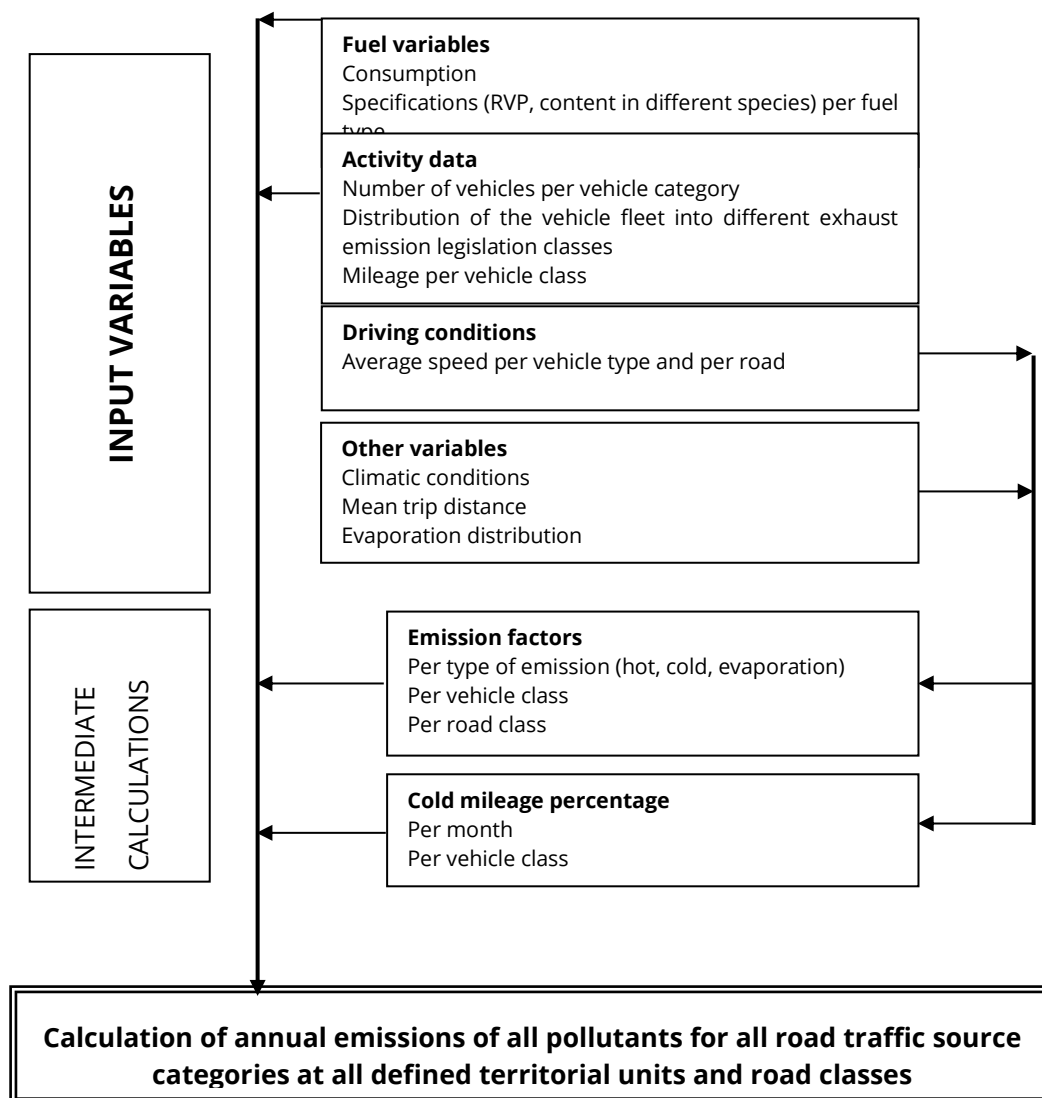 Fuel variables
Consumption
Specifications (RVP, content in different species) per fuel
type
Activity data
Number of vehicles per vehicle category
Distribution of the vehicle fleet into different exhaust
emission legislation classes
Mileage per vehicle class
Driving conditions
Average speed per vehicle type and per road
Other variables
Climatic conditions
Mean trip distance
Evaporation distribution
INPUT VARIABLES
Emission factors
Per type of emission (hot, cold, evaporation)
Per vehicle class
Per road class
Cold mileage percentage
Per month
Per vehicle class
INTERMEDIATE
CALCULATIONS
Calculation of annual emissions of all pollutants for all road traffic source
categories at all defined territorial units and road classes